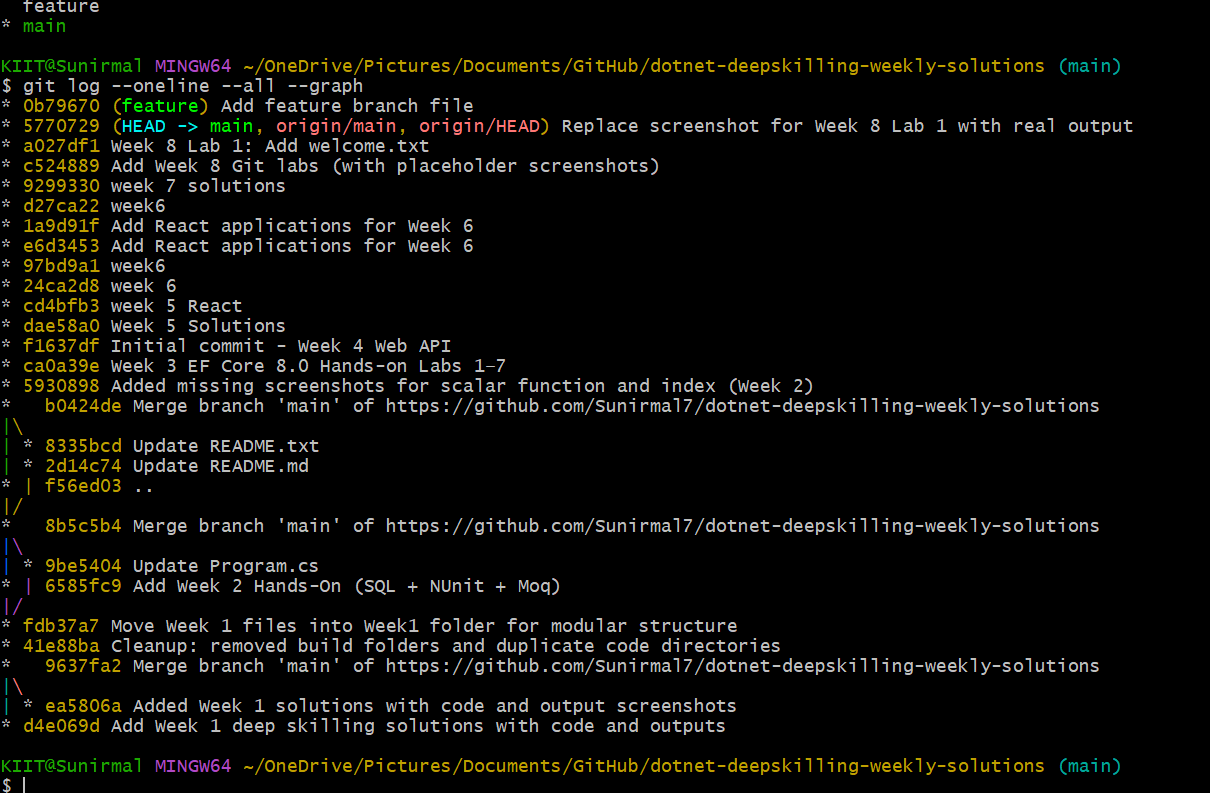 feature
* main

KIIT@Sunirmal MINGW64 ~/OneDrive/Pictures/Documents/GitHub/dotnet-deepskilling-weekly-solutions (main)
$ git log --oneline --all --graph
* 0b79670 (feature) Add feature branch file
* 5770729 (HEAD -> main, origin/main, origin/HEAD) Replace screenshot for Week 8 Lab 1 with real output
* a027df1 Week 8 Lab 1: Add welcome.txt
* c524889 Add Week 8 Git labs (with placeholder screenshots)
* 9299330 week 7 solutions
* d27ca22 week6
* 1a9d91f Add React applications for Week 6
* e6d3453 Add React applications for Week 6
* 97bd9a1 week6
* 24ca2d8 week 6
* cd4bfb3 week 5 React
* dae58a0 Week 5 Solutions
* f1637df Initial commit - Week 4 Web API
* ca0a39e Week 3 EF Core 8.0 Hands-on Labs 1–7
* 5930898 Added missing screenshots for scalar function and index (Week 2)
*   b0424de Merge branch 'main' of https://github.com/Sunirmal7/dotnet-deepskilling-weekly-solutions
|\
| * 8335bcd Update README.txt
| * 2d14c74 Update README.md
* | f56ed03 ..
|/
*   8b5c5b4 Merge branch 'main' of https://github.com/Sunirmal7/dotnet-deepskilling-weekly-solutions
|\
| * 9be5404 Update Program.cs
* | 6585fc9 Add Week 2 Hands-On (SQL + NUnit + Moq)
|/
* fdb37a7 Move Week 1 files into Week1 folder for modular structure
* 41e88ba Cleanup: removed build folders and duplicate code directories
*   9637fa2 Merge branch 'main' of https://github.com/Sunirmal7/dotnet-deepskilling-weekly-solutions
|\
| * ea5806a Added Week 1 solutions with code and output screenshots
* d4e069d Add Week 1 deep skilling solutions with code and outputs

KIIT@Sunirmal MINGW64 ~/OneDrive/Pictures/Documents/GitHub/dotnet-deepskilling-weekly-solutions (main)
$